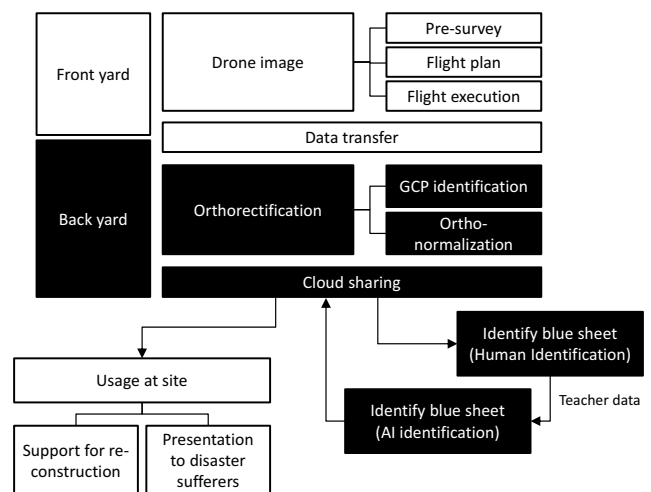 Front yard
Drone image
Pre-survey
Flight plan
Flight execution
Data transfer
Back yard
Orthorectification
GCP identification
Ortho-
normalization
Cloud sharing
Identify blue sheet
(Human Identification)
Usage at site
Identify blue sheet
(AI identification)
Teacher data
Support for re-
construction
Presentation
to disaster
sufferers